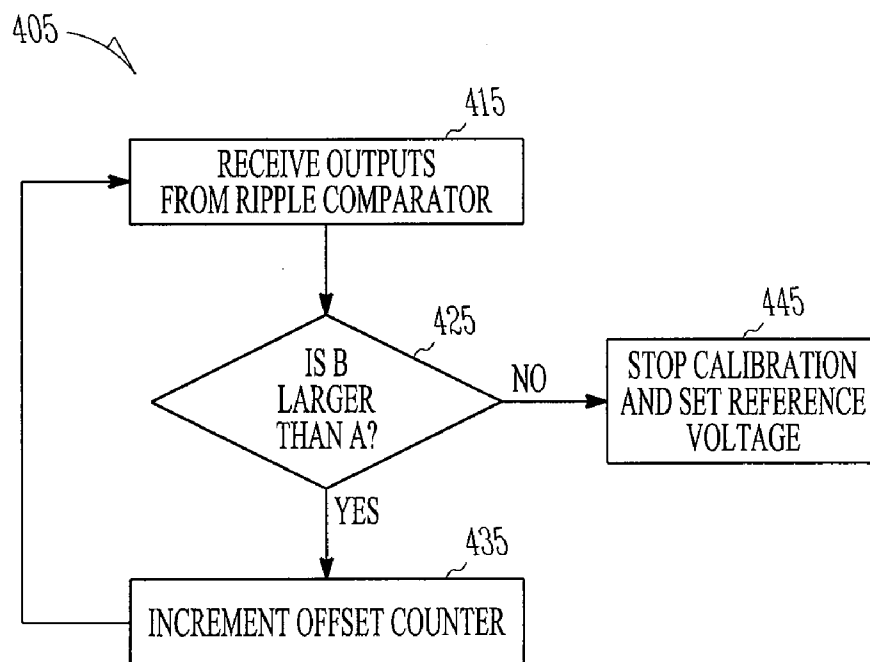 405
415
RECEIVE OUTPUTS
FROM RIPPLE COMPARATOR
425
IS B
LARGER
THAN A?
NO
445
STOP CALIBRATION
AND SET REFERENCE
VOLTAGE
YES
435
INCREMENT OFFSET COUNTER